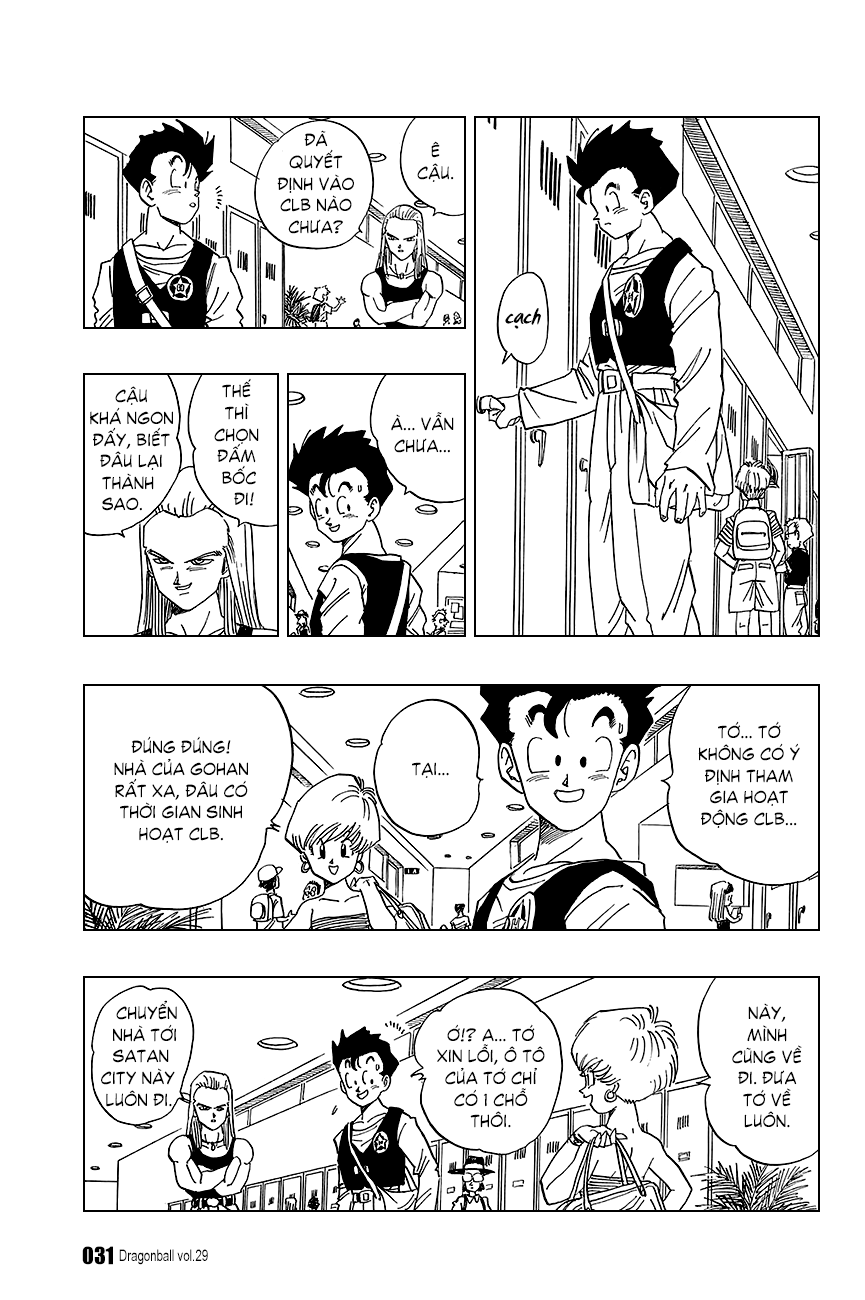 cạch
Ê
CẬU.
ĐÃ
QUYẾT
ĐỊNH VÀO
CLB NÀO
CHƯA?
À... VẪN
CHƯA...
THẾ
THÌ
CHỌN
ĐẤM
BỐC
ĐI!
CẬU
KHÁ NGON
ĐẤY, BIẾT
ĐÂU LẠI
THÀNH
SAO.
TỚ... TỚ
KHÔNG CÓ Ý
ĐỊNH THAM
GIA HOẠT
ĐỘNG CLB...
TẠI...
ĐÚNG ĐÚNG!
NHÀ CỦA GOHAN
RẤT XA, ĐÂU CÓ
THỜI GIAN SINH
HOẠT CLB.
NÀY,
MÌNH
CŨNG VỀ
ĐI. ĐƯA
TỚ VỀ
LUÔN.
Ớ!? A... TỚ
XIN LỖI, Ô TÔ
CỦA TỚ CHỈ
CÓ 1 CHỖ
THÔI.
CHUYỂN
NHÀ TỚI
SATAN
CITY NÀY
LUÔN ĐI.
031 Dragonball vol.29